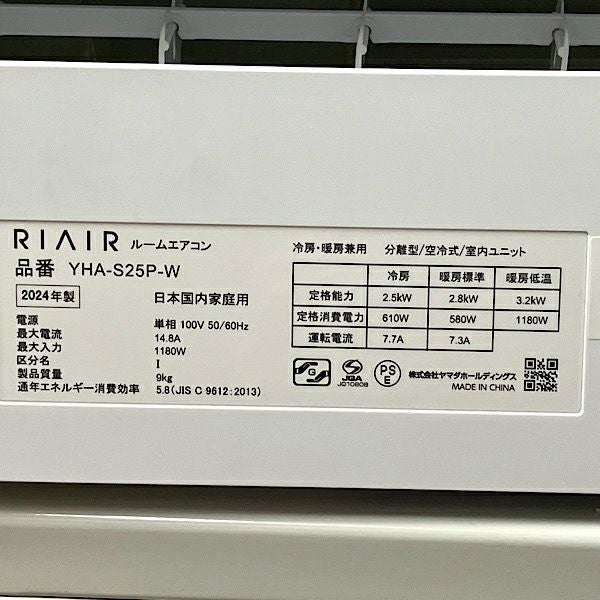 RIAIR ルームエアコン
品番 YHA-S25P-W
2024年製 日本国内家庭用
電源 単相 100V 50/60Hz
最大電流 14.8A
最大入力 1180W
区分名 I
製品質量 9kg
通年エネルギー消費効率 5.8(JIS C 9612:2013)
冷房・暖房兼用 分離型/空冷式/室内ユニット
冷房 暖房標準 暖房低温
定格能力 2.5kW 2.8kW 3.2kW
定格消費電力 610W 580W 1180W
運転電流 7.7A 7.3A
G
JQA
JQ1080B
PS
E
株式会社ヤマダホールディングス
MADE IN CHINA